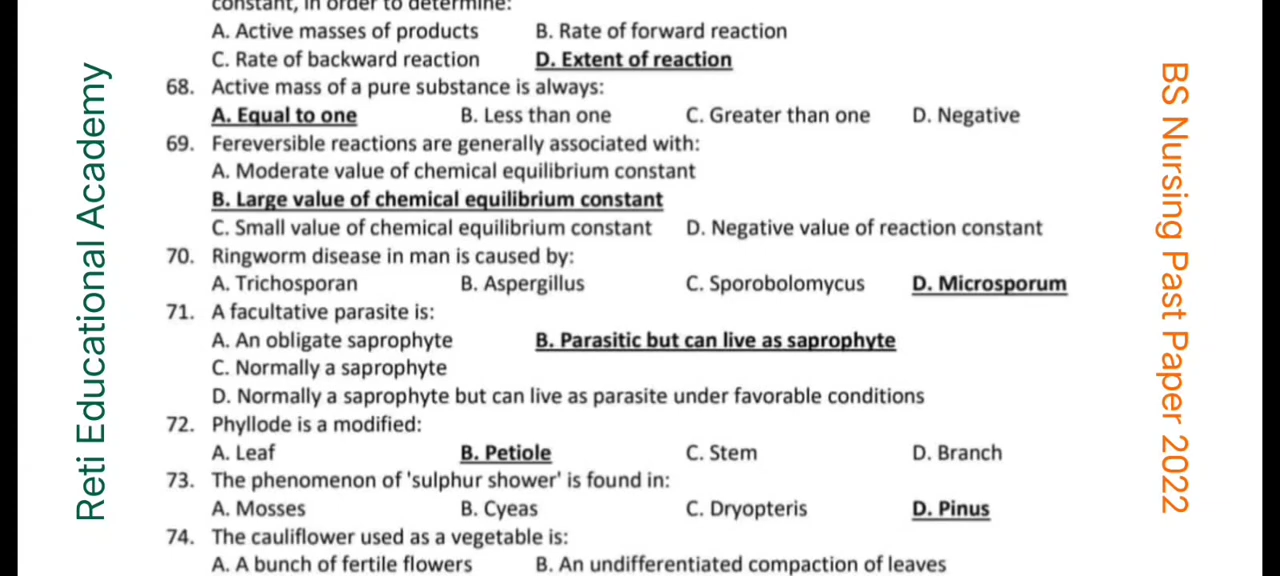 constant, in order to determine:
A. Active masses of products B. Rate of forward reaction
C. Rate of backward reaction D. Extent of reaction
68. Active mass of a pure substance is always:
A. Equal to one B. Less than one C. Greater than one D. Negative
69. Fereversible reactions are generally associated with:
A. Moderate value of chemical equilibrium constant
B. Large value of chemical equilibrium constant
C. Small value of chemical equilibrium constant D. Negative value of reaction constant
70. Ringworm disease in man is caused by:
A. Trichosporan B. Aspergillus C. Sporobolomycus D. Microsporum
71. A facultative parasite is:
A. An obligate saprophyte B. Parasitic but can live as saprophyte
C. Normally a saprophyte
D. Normally a saprophyte but can live as parasite under favorable conditions
72. Phyllode is a modified:
A. Leaf B. Petiole C. Stem D. Branch
73. The phenomenon of 'sulphur shower' is found in:
A. Mosses B. Cyeas C. Dryopteris D. Pinus
74. The cauliflower used as a vegetable is:
A. A bunch of fertile flowers B. An undifferentiated compaction of leaves
Reti Educational Academy
BS Nursing Past Paper 2022